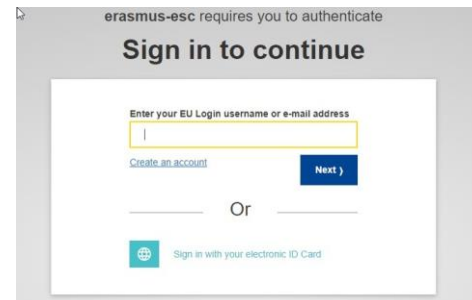 erasmus-esc requires you to authenticate
Sign in to continue
Enter your EU Login username or e-mail address
Create an account
Next ⟩
Or
Sign in with your electronic ID Card